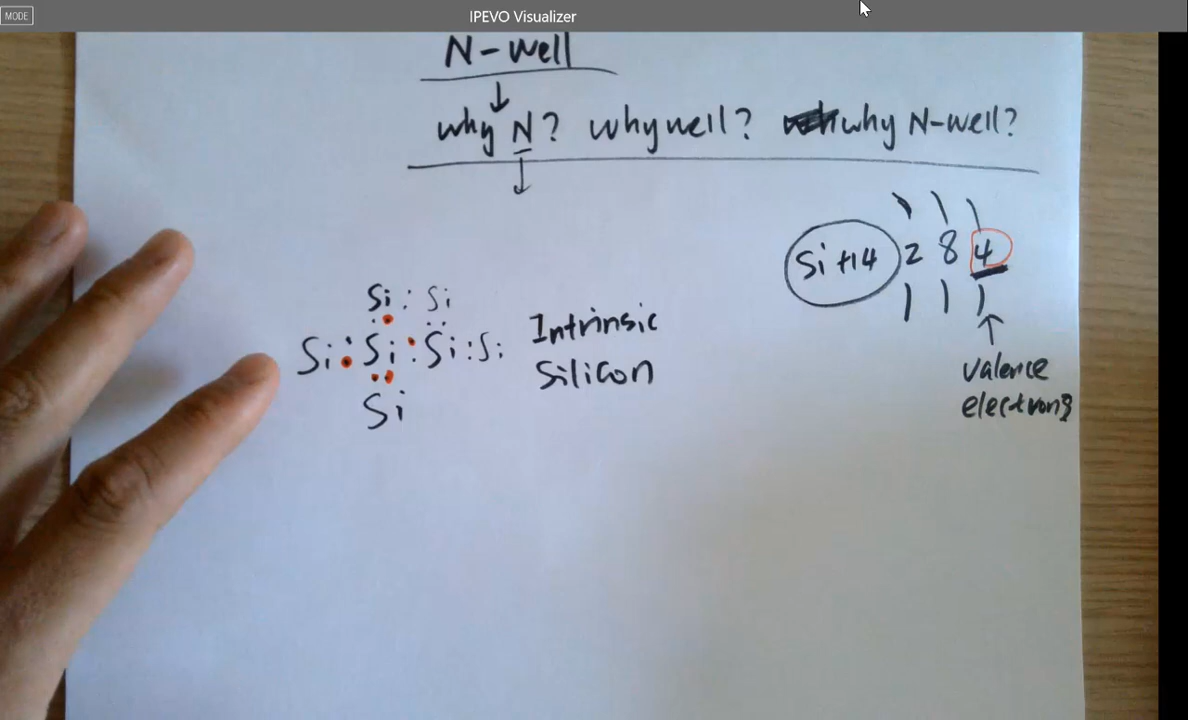 MODE
IPEVO Visualizer
N-well
why N? why well? why N-well?
Si +14 2 8 4
Si : Si
Si : Si : Si : Si
Si
Intrinsic
Silicon
valence
electrons